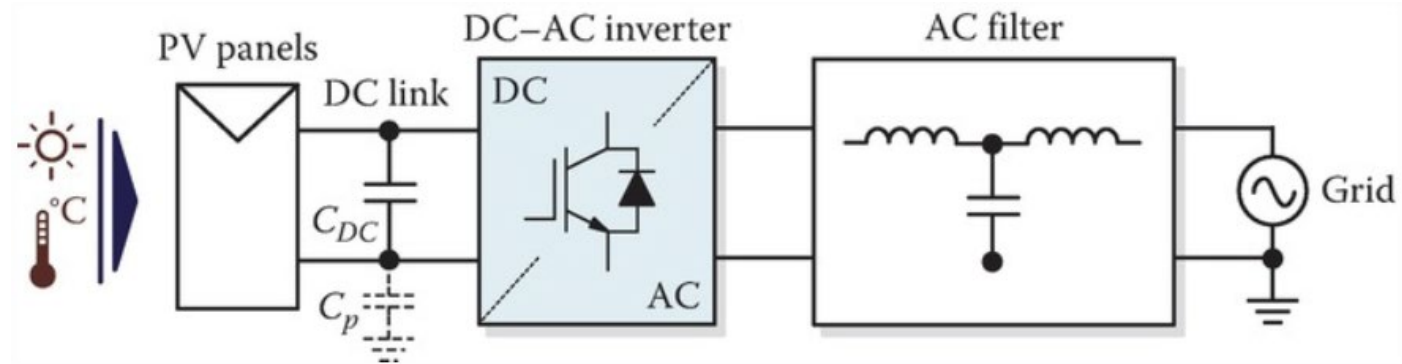 PV panels
DC link
DC–AC inverter
AC filter
DC
°C
C_DC
C_p
AC
Grid